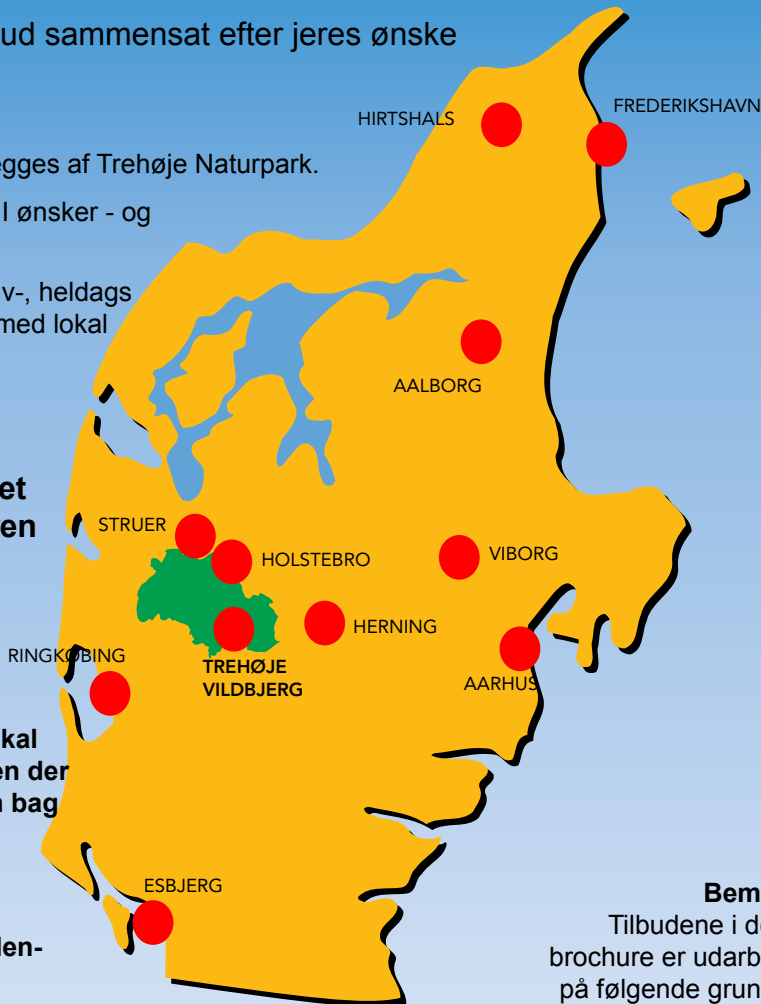 ud sammensat efter jeres ønske
HIRTSHALS
FREDERIKSHAVN
egges af Trehøje Naturpark.
I ønsker - og
v-, heldags
med lokal
AALBORG
et
en
STRUER
HOLSTEBRO
VIBORG
HERNING
RINGKØBING
TREHØJE
VILDBJERG
AARHUS
kal
en der
n bag
ESBJERG
den-
Bem
Tilbudene i de
brochure er udarb
på følgende grun